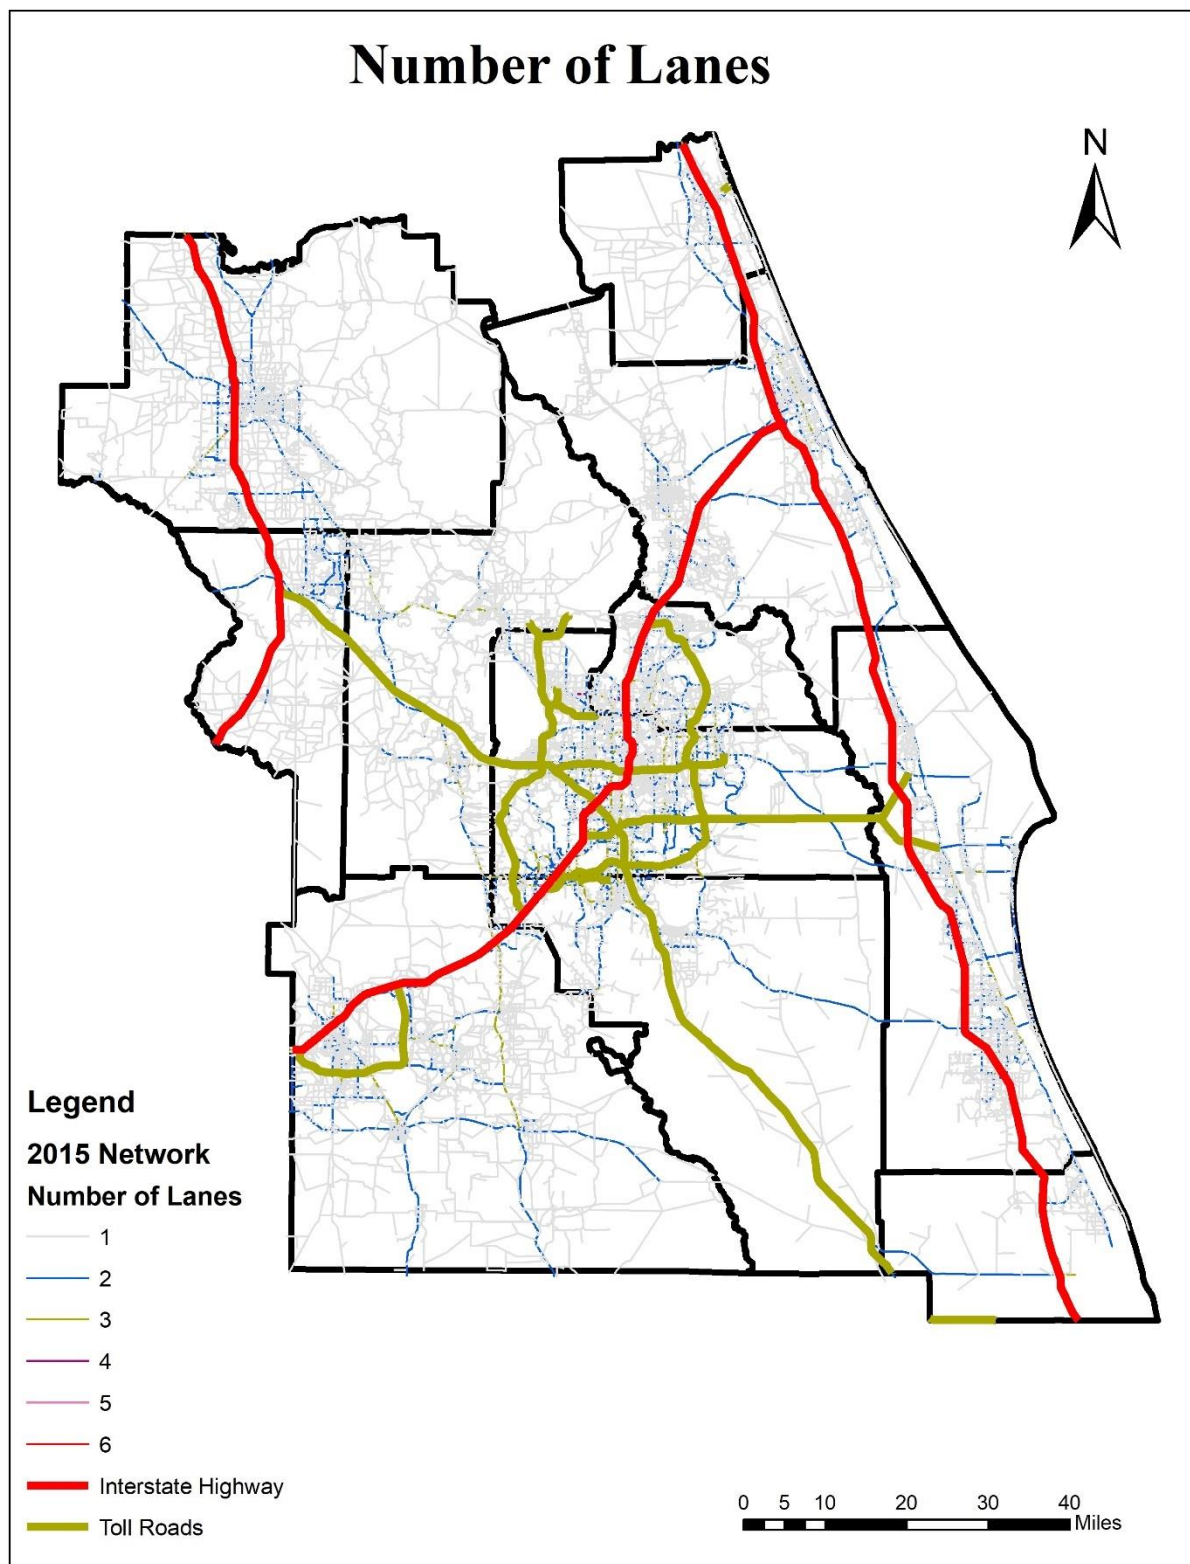 Number of Lanes
N
Legend
2015 Network
Number of Lanes
1
2
3
4
5
6
Interstate Highway
Toll Roads
0 5 10 20 30 40
Miles